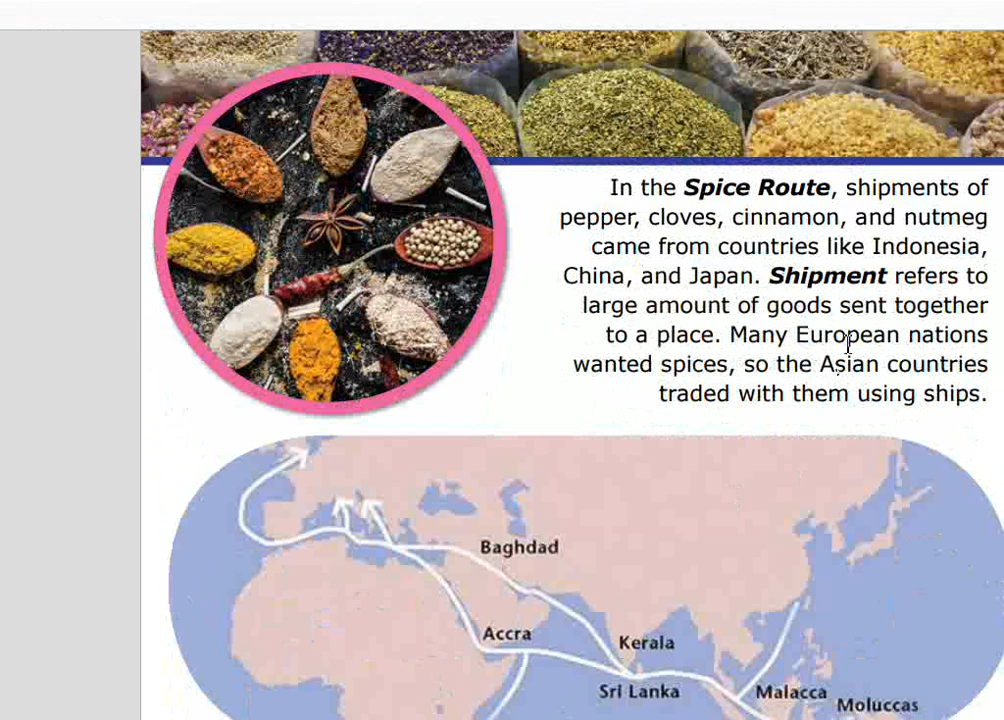 In the Spice Route, shipments of
pepper, cloves, cinnamon, and nutmeg
came from countries like Indonesia,
China, and Japan. Shipment refers to
large amount of goods sent together
to a place. Many European nations
wanted spices, so the Asian countries
traded with them using ships.
Baghdad
Accra
Kerala
Sri Lanka
Malacca
Moluccas